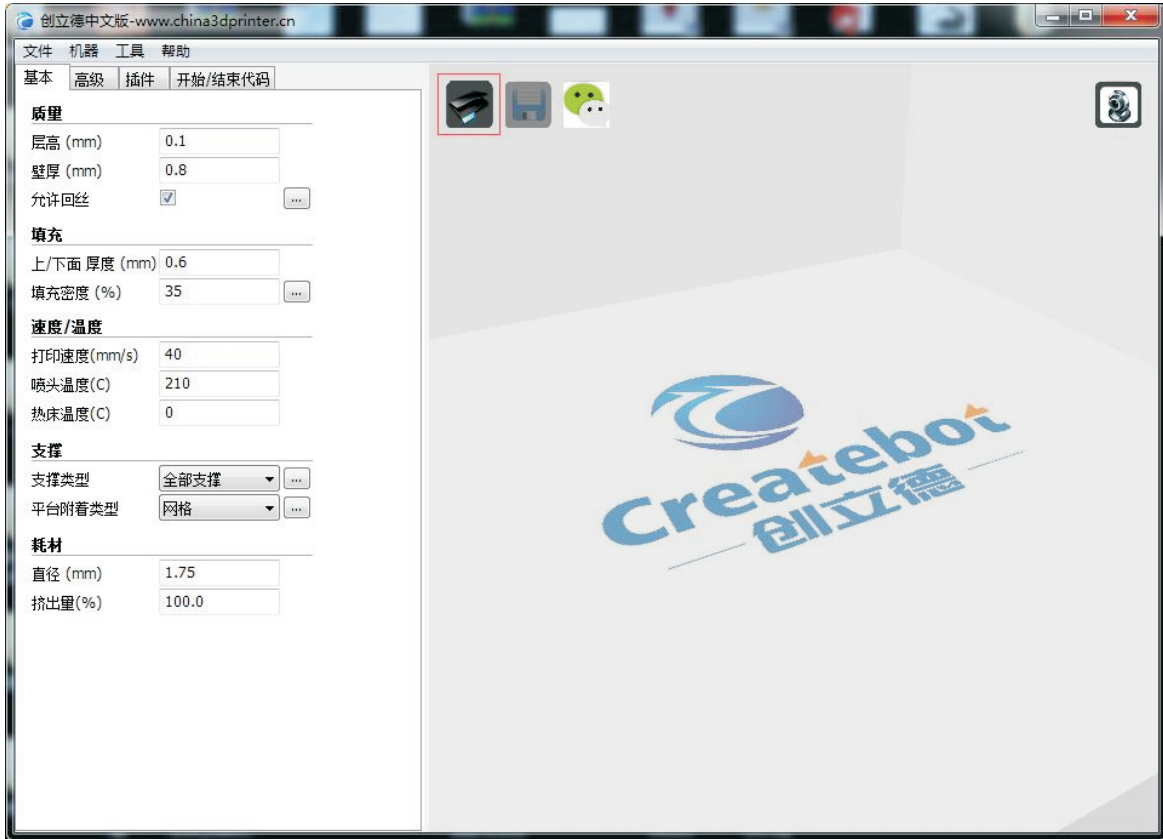 创立德中文版-www.china3dprinter.cn
文件 机器 工具 帮助
基本 高级 插件 开始/结束代码
质量
层高 (mm) 0.1
壁厚 (mm) 0.8
允许回丝 ...
填充
上/下面 厚度 (mm) 0.6
填充密度 (%) 35 ...
速度/温度
打印速度(mm/s) 40
喷头温度(C) 210
热床温度(C) 0
支撑
支撑类型 全部支撑 ...
平台附着类型 网格 ...
耗材
直径 (mm) 1.75
挤出量(%) 100.0
Createbot
创立德